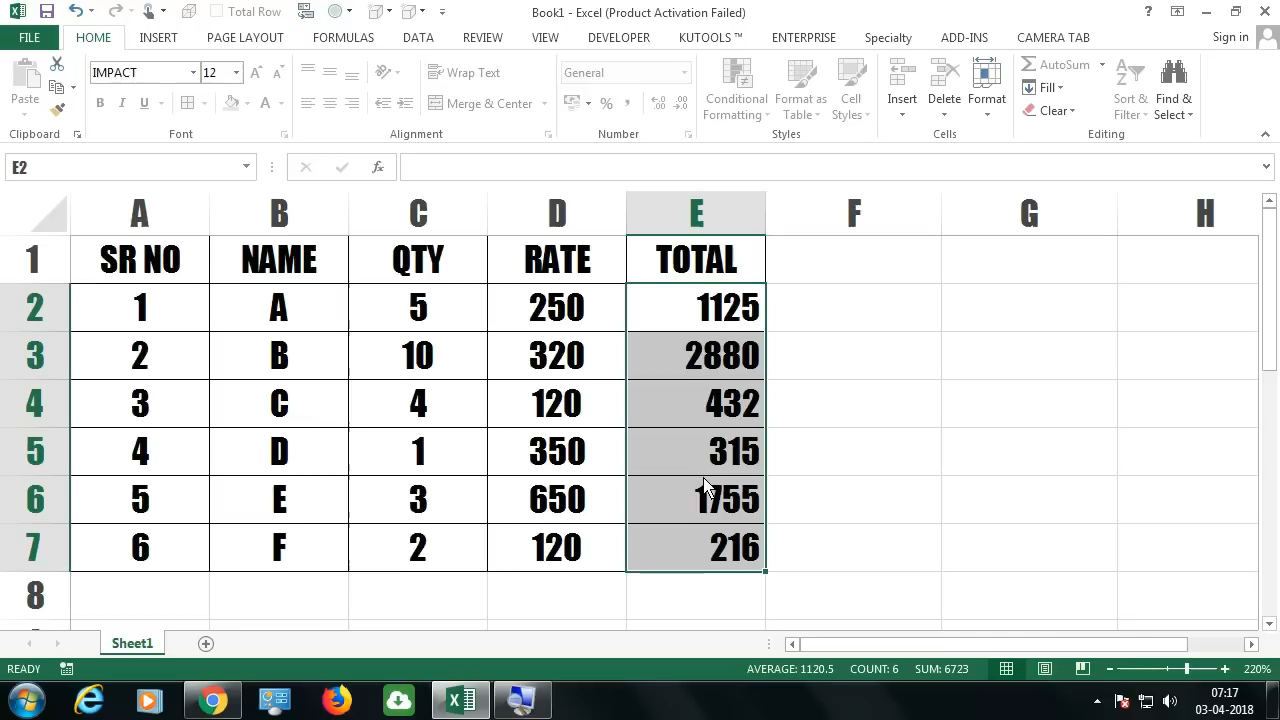 Total Row
Book1 - Excel (Product Activation Failed)
FILE HOME INSERT PAGE LAYOUT FORMULAS DATA REVIEW VIEW DEVELOPER KUTOOLS ™ ENTERPRISE Specialty ADD-INS CAMERA TAB Sign in
IMPACT 12 Wrap Text General AutoSum
Paste B I U Merge & Center % Conditional Formatting Format as Table Cell Styles Insert Delete Format Fill Clear Sort & Filter Find & Select
Clipboard Font Alignment Number Styles Cells Editing
E2 fx
A B C D E F G H
1 SR NO NAME QTY RATE TOTAL
2 1 A 5 250 1125
3 2 B 10 320 2880
4 3 C 4 120 432
5 4 D 1 350 315
6 5 E 3 650 1755
7 6 F 2 120 216
8
Sheet1
READY AVERAGE: 1120.5 COUNT: 6 SUM: 6723 220%
07:17
03-04-2018